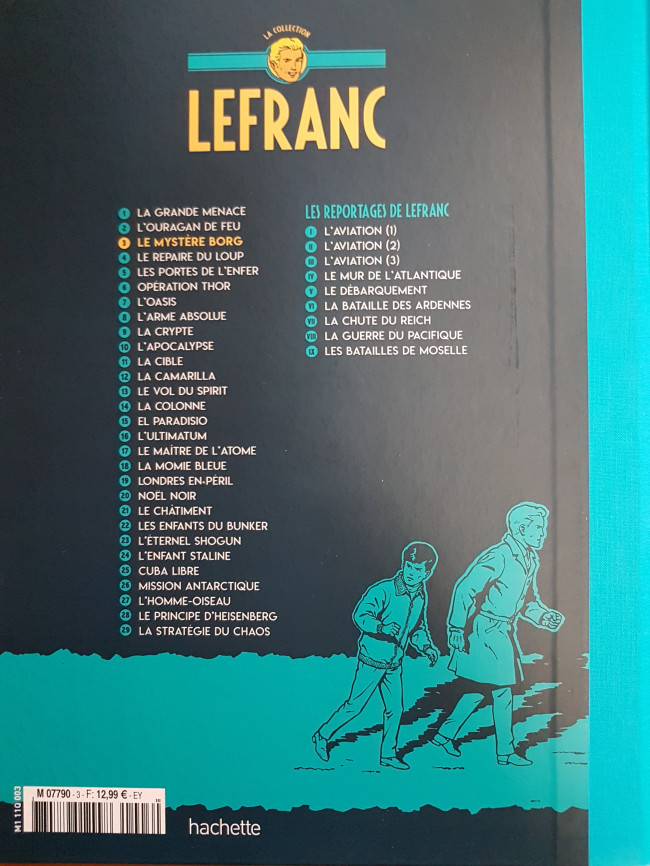 LA COLLECTION
LEFRANC
1 LA GRANDE MENACE
2 L'OURAGAN DE FEU
3 LE MYSTÈRE BORG
4 LE REPAIRE DU LOUP
5 LES PORTES DE L'ENFER
6 OPÉRATION THOR
7 L'OASIS
8 L'ARME ABSOLUE
9 LA CRYPTE
10 L'APOCALYPSE
11 LA CIBLE
12 LA CAMARILLA
13 LE VOL DU SPIRIT
14 LA COLONNE
15 EL PARADISIO
16 L'ULTIMATUM
17 LE MAÎTRE DE L'ATOME
18 LA MOMIE BLEUE
19 LONDRES EN-PÉRIL
20 NOËL NOIR
21 LE CHÂTIMENT
22 LES ENFANTS DU BUNKER
23 L'ÉTERNEL SHOGUN
24 L'ENFANT STALINE
25 CUBA LIBRE
26 MISSION ANTARCTIQUE
27 L'HOMME-OISEAU
28 LE PRINCIPE D'HEISENBERG
29 LA STRATÉGIE DU CHAOS
LES REPORTAGES DE LEFRANC
I L'AVIATION (1)
II L'AVIATION (2)
III L'AVIATION (3)
IV LE MUR DE L'ATLANTIQUE
V LE DÉBARQUEMENT
VI LA BATAILLE DES ARDENNES
VII LA CHUTE DU REICH
VIII LA GUERRE DU PACIFIQUE
IX LES BATAILLES DE MOSELLE
M1 110 003
M 07790 - 3 - F: 12,99 € - EY
hachette